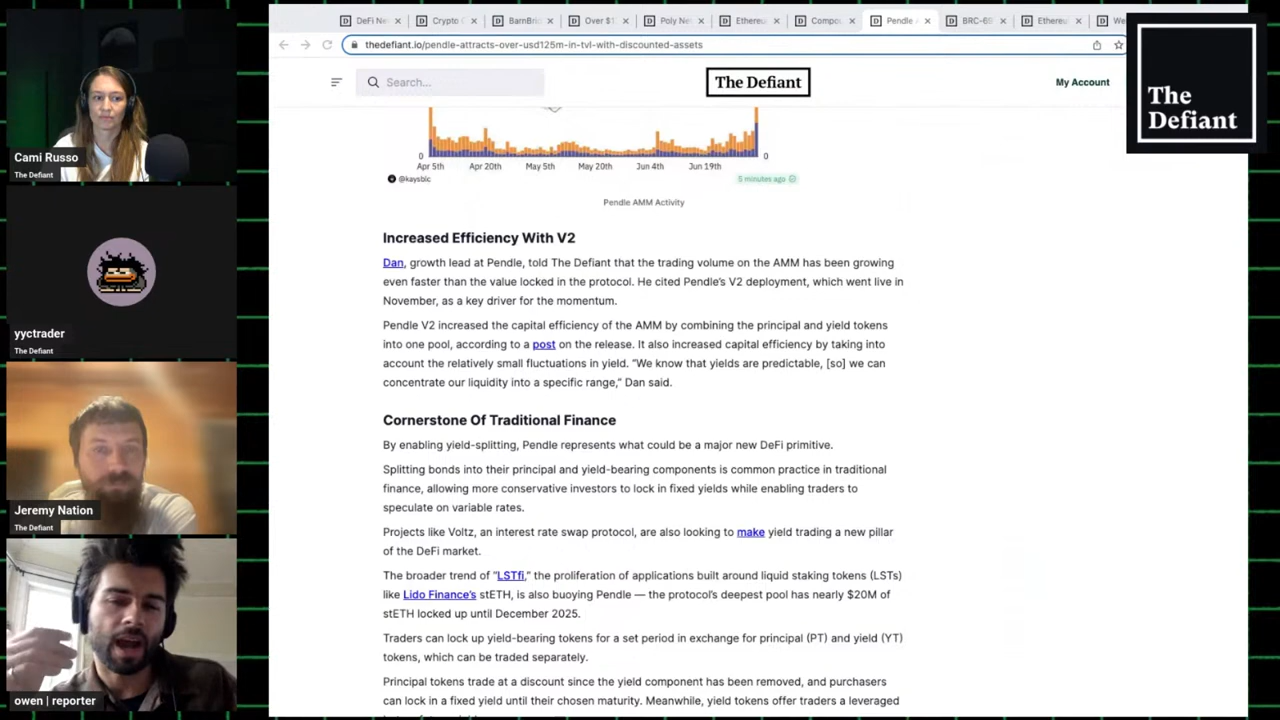 DeFi Ne
Crypto
BarnBri
Over $1
Poly Ne
Ethereu
Compou
Pendle
BRC-69
Ethereu
We
thedefiant.io/pendle-attracts-over-usd125m-in-tvl-with-discounted-assets
Search...
The Defiant
My Account
The
Defiant
0
0
Apr 5th
Apr 20th
May 5th
May 20th
Jun 4th
Jun 19th
@kaysblc
5 minutes ago
Pendle AMM Activity
Increased Efficiency With V2
Dan, growth lead at Pendle, told The Defiant that the trading volume on the AMM has been growing
even faster than the value locked in the protocol. He cited Pendle's V2 deployment, which went live in
November, as a key driver for the momentum.
Pendle V2 increased the capital efficiency of the AMM by combining the principal and yield tokens
into one pool, according to a post on the release. It also increased capital efficiency by taking into
account the relatively small fluctuations in yield. "We know that yields are predictable, [so] we can
concentrate our liquidity into a specific range," Dan said.
Cornerstone Of Traditional Finance
By enabling yield-splitting, Pendle represents what could be a major new DeFi primitive.
Splitting bonds into their principal and yield-bearing components is common practice in traditional
finance, allowing more conservative investors to lock in fixed yields while enabling traders to
speculate on variable rates.
Projects like Voltz, an interest rate swap protocol, are also looking to make yield trading a new pillar
of the DeFi market.
The broader trend of "LSTfi," the proliferation of applications built around liquid staking tokens (LSTs)
like Lido Finance's stETH, is also buoying Pendle — the protocol's deepest pool has nearly $20M of
stETH locked up until December 2025.
Traders can lock up yield-bearing tokens for a set period in exchange for principal (PT) and yield (YT)
tokens, which can be traded separately.
Principal tokens trade at a discount since the yield component has been removed, and purchasers
can lock in a fixed yield until their chosen maturity. Meanwhile, yield tokens offer traders a leveraged
Cami Russo
The Defiant
yyctrader
The Defiant
Jeremy Nation
The Defiant
owen | reporter